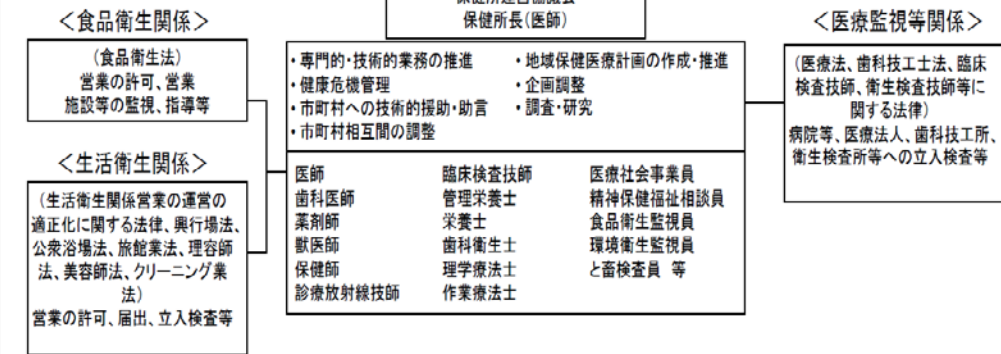 保健所運営協議会
保健所長(医師)
<食品衛生関係>
(食品衛生法)
営業の許可、営業
施設等の監視、指導等
<生活衛生関係>
(生活衛生関係営業の運営の
適正化に関する法律、興行場法、
公衆浴場法、旅館業法、理容師
法、美容師法、クリーニング業
法)
営業の許可、届出、立入検査等
・専門的・技術的業務の推進
・健康危機管理
・市町村への技術的援助・助言
・市町村相互間の調整
・地域保健医療計画の作成・推進
・企画調整
・調査・研究
医師
歯科医師
薬剤師
獣医師
保健師
診療放射線技師
臨床検査技師
管理栄養士
栄養士
歯科衛生士
理学療法士
作業療法士
医療社会事業員
精神保健福祉相談員
食品衛生監視員
環境衛生監視員
と畜検査員 等
<医療監視等関係>
(医療法、歯科技工士法、臨床
検査技師、衛生検査技師等に
関する法律)
病院等、医療法人、歯科技工所、
衛生検査所等への立入検査等